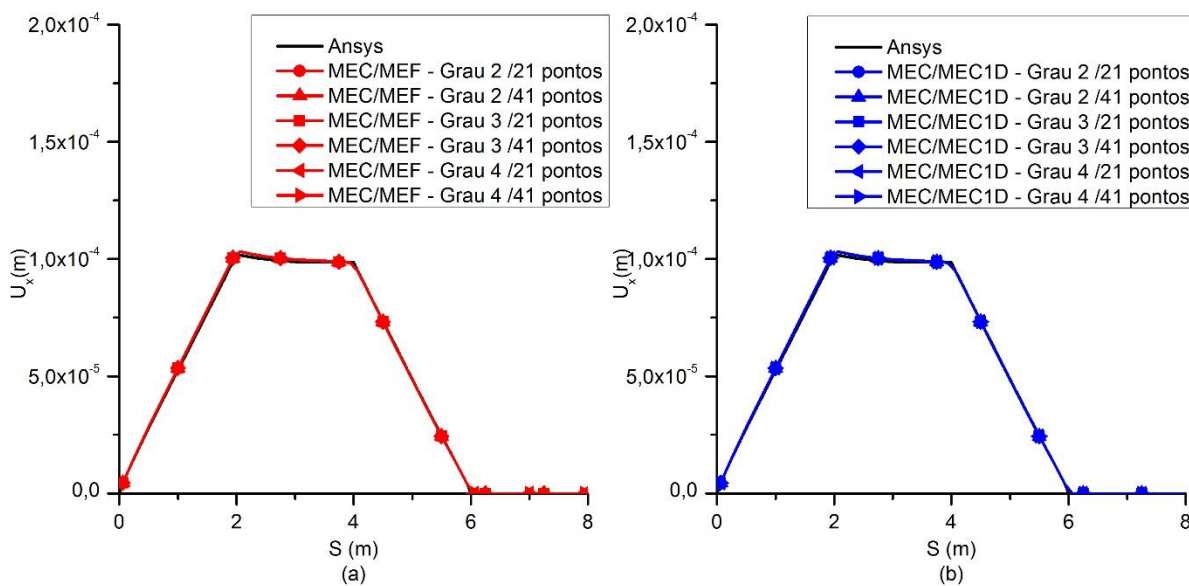 2,0x10⁻⁴
1,5x10⁻⁴
1,0x10⁻⁴
5,0x10⁻⁵
0,0
Uₓ(m)
Ansys
MEC/MEF - Grau 2 /21 pontos
MEC/MEF - Grau 2 /41 pontos
MEC/MEF - Grau 3 /21 pontos
MEC/MEF - Grau 3 /41 pontos
MEC/MEF - Grau 4 /21 pontos
MEC/MEF - Grau 4 /41 pontos
0 2 4 6 8
S (m)
(a)
2,0x10⁻⁴
1,5x10⁻⁴
1,0x10⁻⁴
5,0x10⁻⁵
0,0
Uₓ(m)
Ansys
MEC/MEC1D - Grau 2 /21 pontos
MEC/MEC1D - Grau 2 /41 pontos
MEC/MEC1D - Grau 3 /21 pontos
MEC/MEC1D - Grau 3 /41 pontos
MEC/MEC1D - Grau 4 /21 pontos
MEC/MEC1D - Grau 4 /41 pontos
0 2 4 6 8
S (m)
(b)